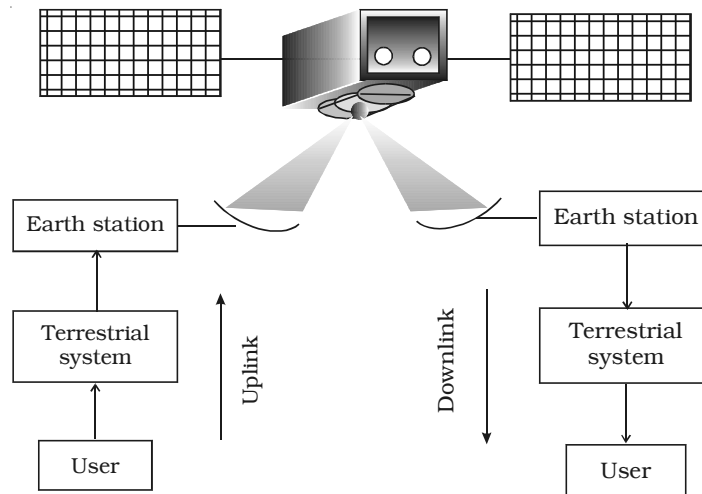 Earth station
Terrestrial
system
User
Uplink
Downlink
Earth station
Terrestrial
system
User